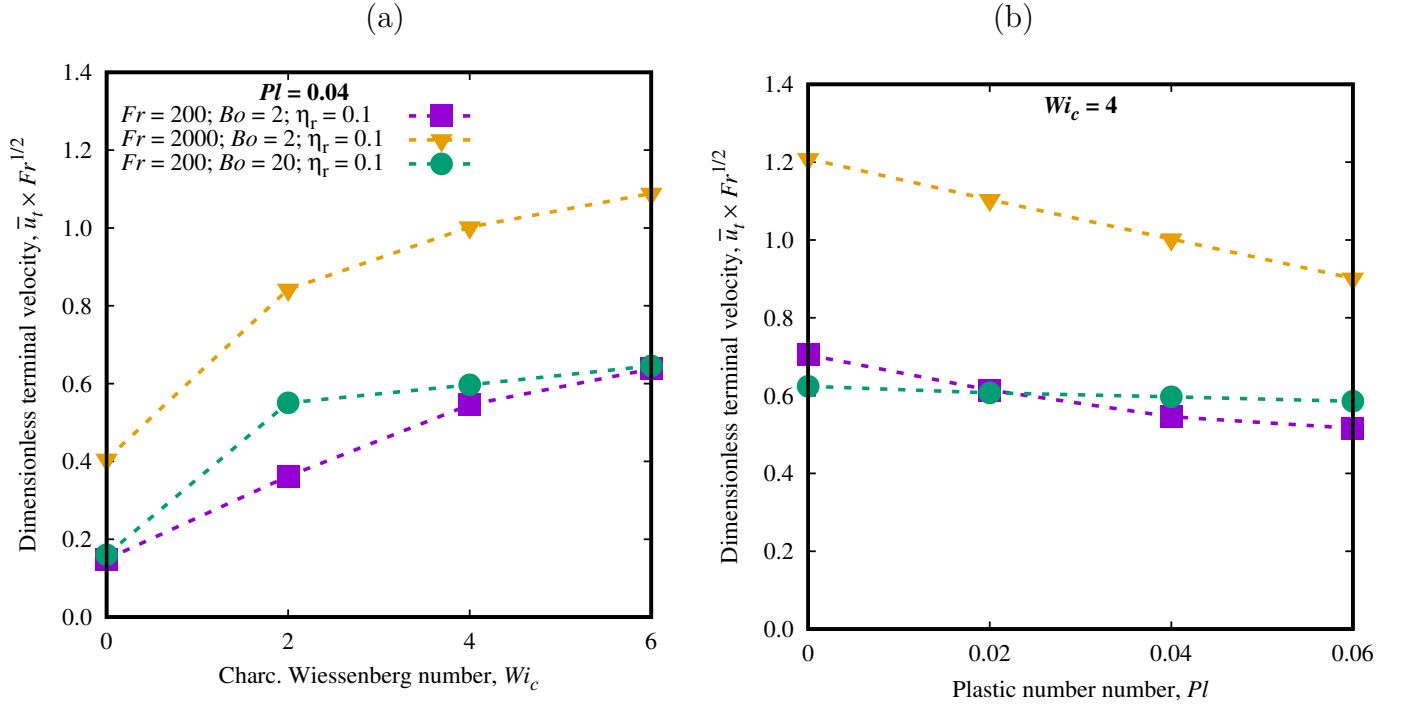 (a)
Pl = 0.04
Fr = 200; Bo = 2; ηr = 0.1
Fr = 2000; Bo = 2; ηr = 0.1
Fr = 200; Bo = 20; ηr = 0.1
1.4
1.2
1.0
0.8
0.6
0.4
0.2
0.0
0 2 4 6
Dimensionless terminal velocity, u̅t × Fr^1/2
Charc. Wiessenberg number, Wic
(b)
Wic = 4
1.4
1.2
1.0
0.8
0.6
0.4
0.2
0.0
0 0.02 0.04 0.06
Dimensionless terminal velocity, u̅t × Fr^1/2
Plastic number number, Pl